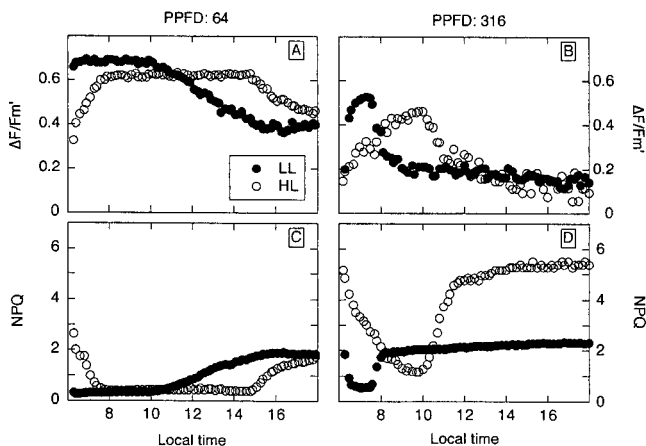 PPFD: 64
PPFD: 316
A
B
0.6
0.4
0.2
0
ΔF/Fm'
0.6
0.4
0.2
0
ΔF/Fm'
LL
HL
C
D
6
4
2
0
NPQ
6
4
2
0
NPQ
8 10 12 14 16
8 10 12 14 16
Local time
Local time